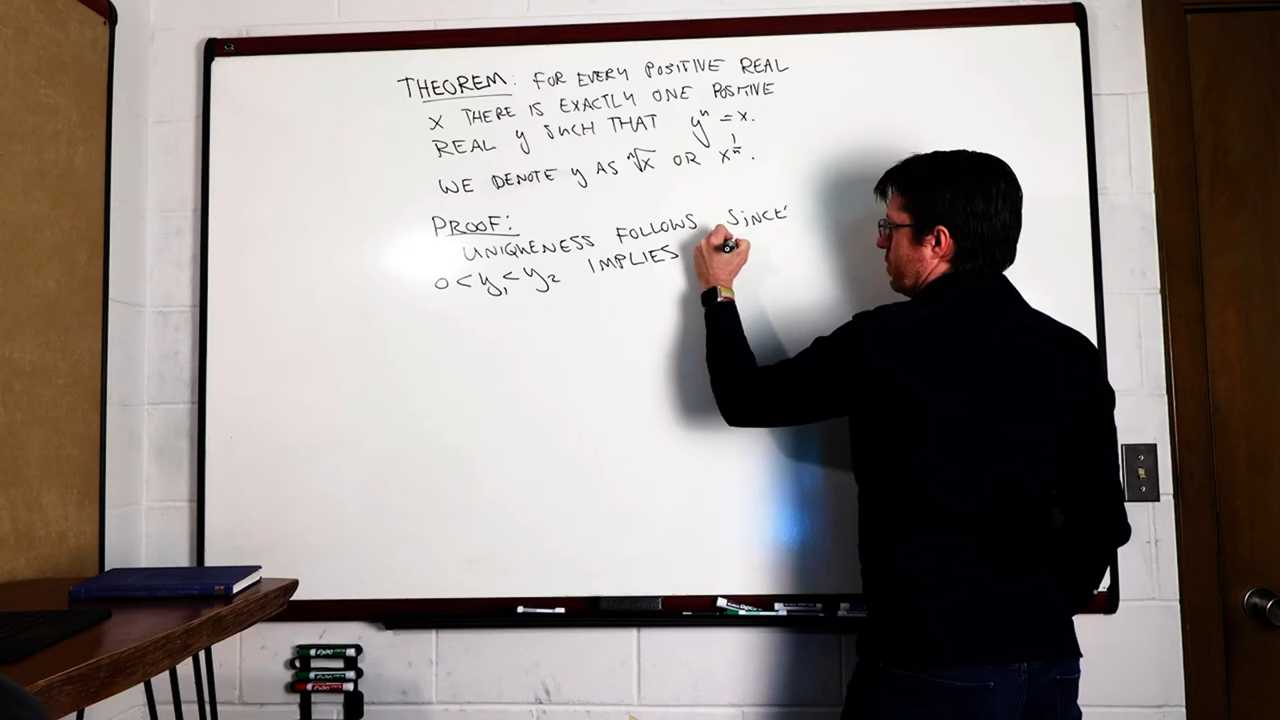 THEOREM: FOR EVERY POSITIVE REAL
x THERE IS EXACTLY ONE POSITIVE
REAL y SUCH THAT yⁿ = x.
WE DENOTE y AS ⁿ√x OR x^(1/n).
PROOF:
UNIQUENESS FOLLOWS SINCE
0 < y₁ < y₂ IMPLIES
EXPO